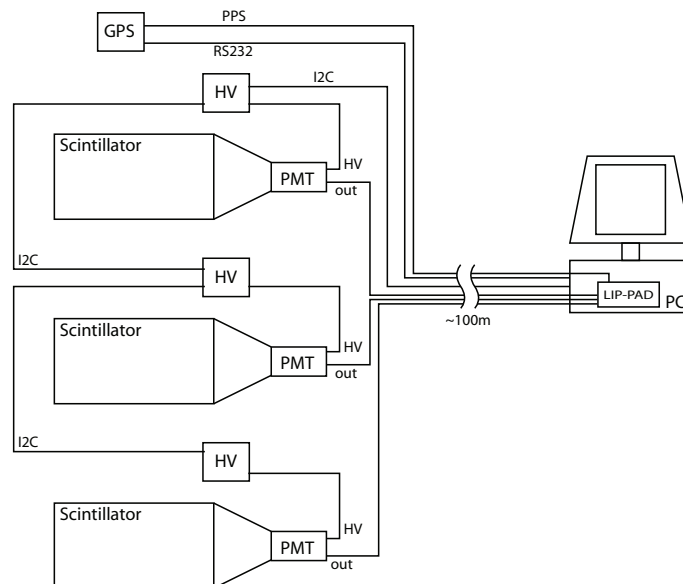 GPS
PPS
RS232
HV
I2C
Scintillator
PMT
HV
out
I2C
HV
Scintillator
PMT
HV
out
LIP-PAD
PC
~100m
I2C
HV
Scintillator
PMT
HV
out